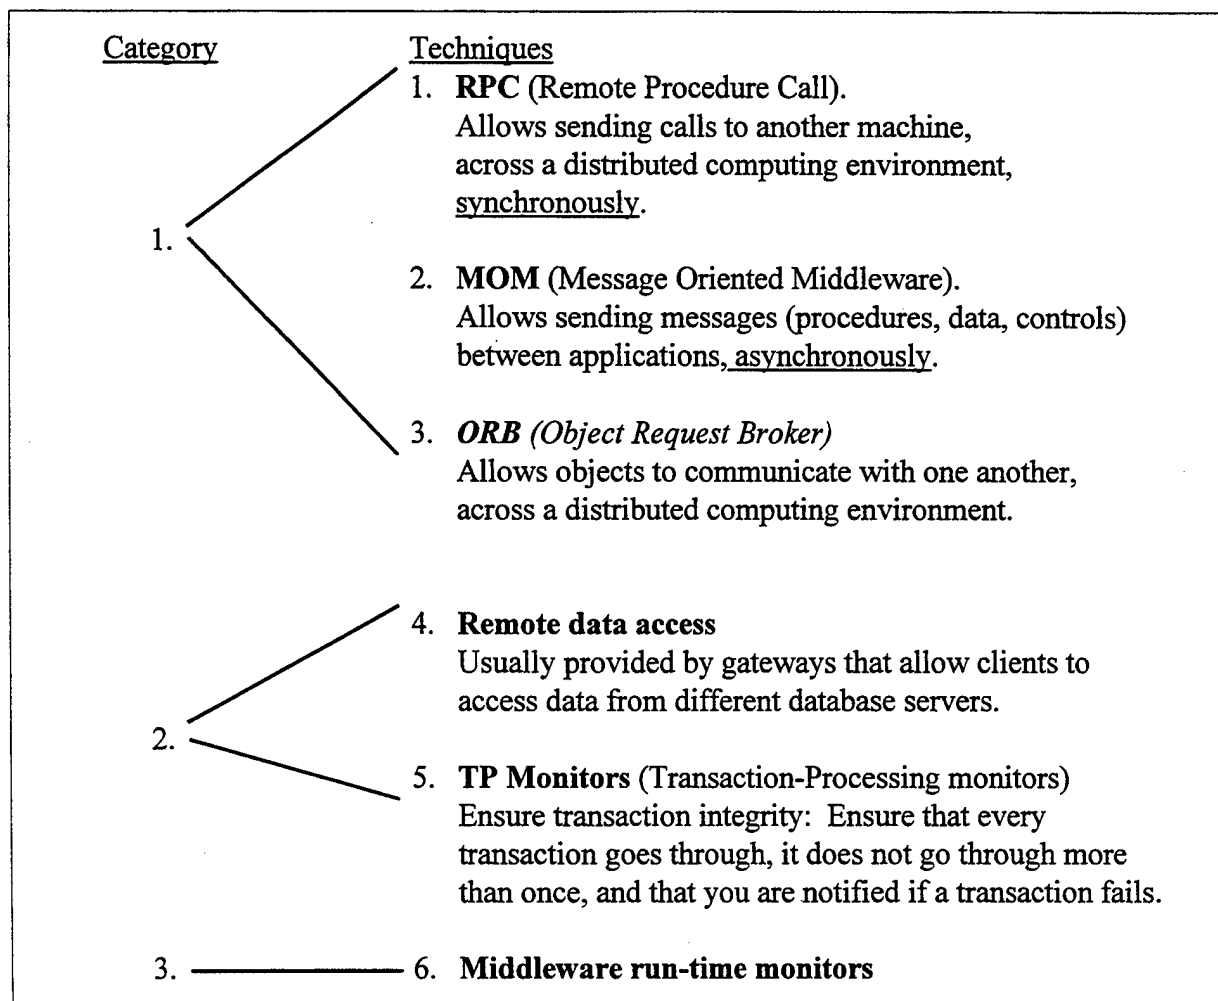 Category Techniques
1. RPC (Remote Procedure Call).
Allows sending calls to another machine,
across a distributed computing environment,
synchronously.
1.
2. MOM (Message Oriented Middleware).
Allows sending messages (procedures, data, controls)
between applications, asynchronously.
3. ORB (Object Request Broker)
Allows objects to communicate with one another,
across a distributed computing environment.
4. Remote data access
Usually provided by gateways that allow clients to
access data from different database servers.
2.
5. TP Monitors (Transaction-Processing monitors)
Ensure transaction integrity: Ensure that every
transaction goes through, it does not go through more
than once, and that you are notified if a transaction fails.
3. 6. Middleware run-time monitors